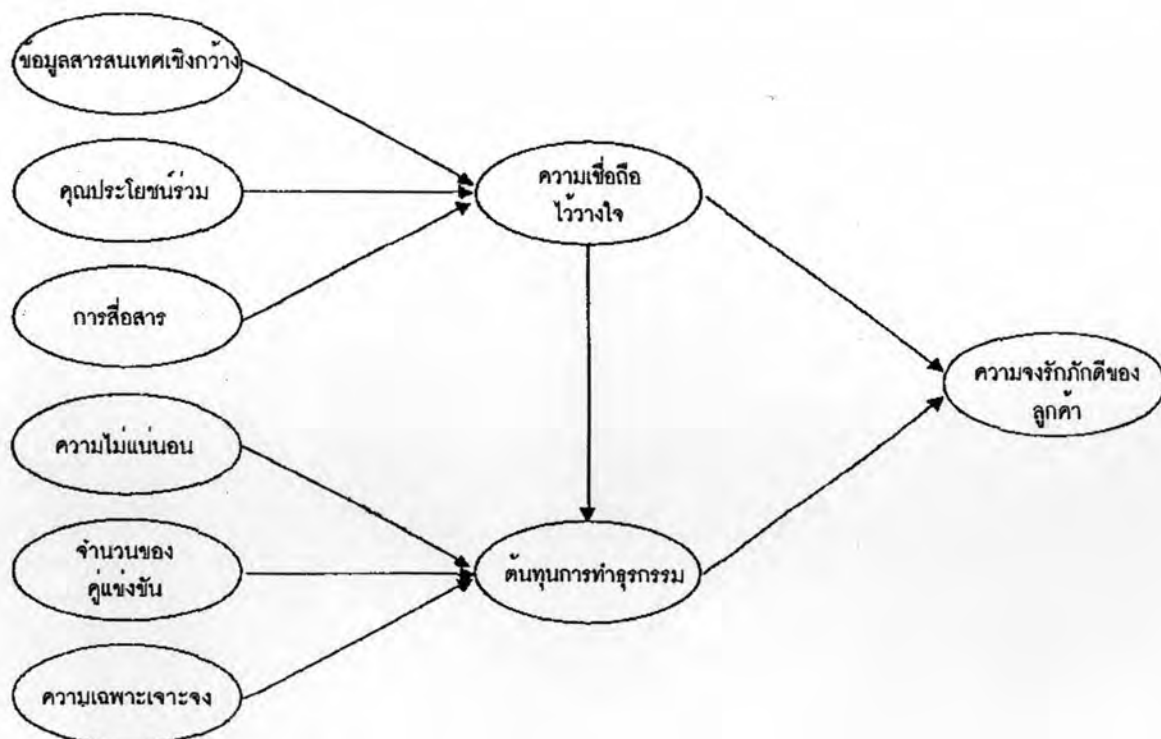 ข้อมูลสารสนเทศเชิงกว้าง
คุณประโยชน์ร่วม
การสื่อสาร
ความไม่แน่นอน
จำนวนของ
คู่แข่งขัน
ความเฉพาะเจาะจง
ความเชื่อถือ
ไว้วางใจ
ต้นทุนการทำธุรกรรม
ความจงรักภักดีของ
ลูกค้า